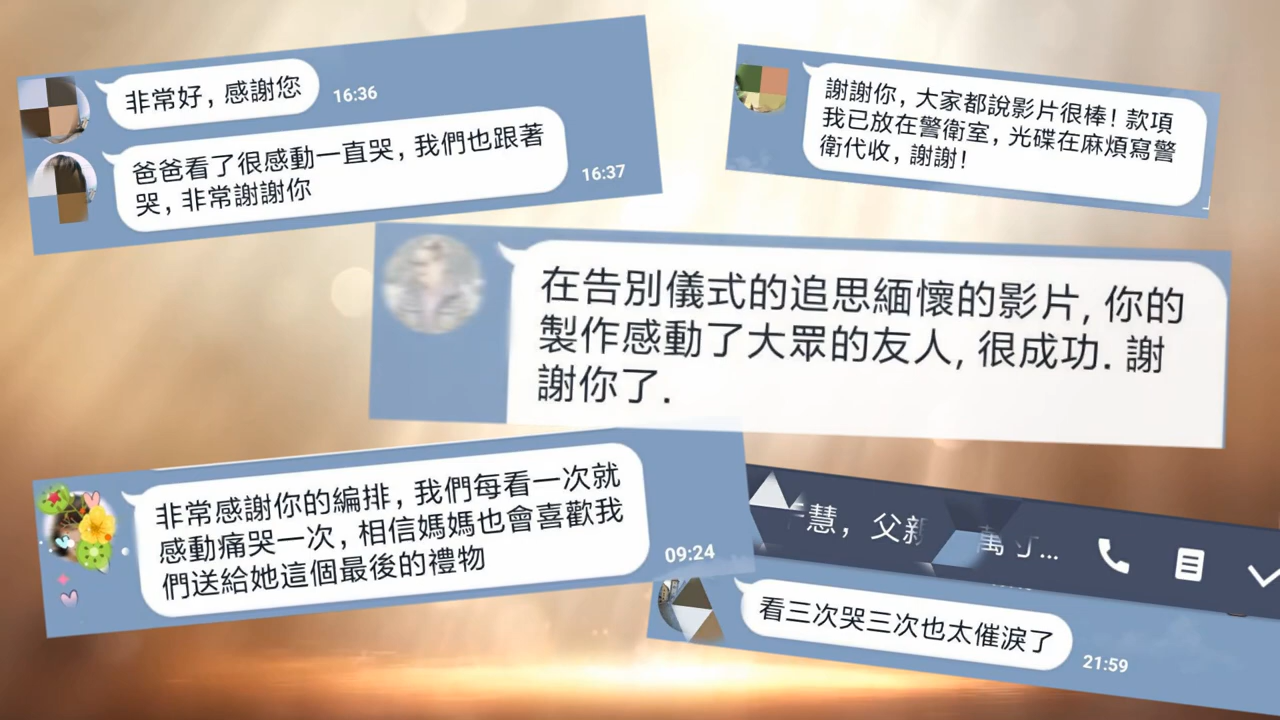 非常好，感謝您
16:36
爸爸看了很感動一直哭，我們也跟著
哭，非常謝謝你
16:37
謝謝你，大家都說影片很棒！款項
我已放在警衛室，光碟在麻煩寫警
衛代收，謝謝！
在告別儀式的追思緬懷的影片, 你的
製作感動了大眾的友人, 很成功. 謝
謝你了.
非常感謝你的編排，我們每看一次就
感動痛哭一次，相信媽媽也會喜歡我
們送給她這個最後的禮物
09:24
慧，父親
萬
看三次哭三次也太催淚了
21:59